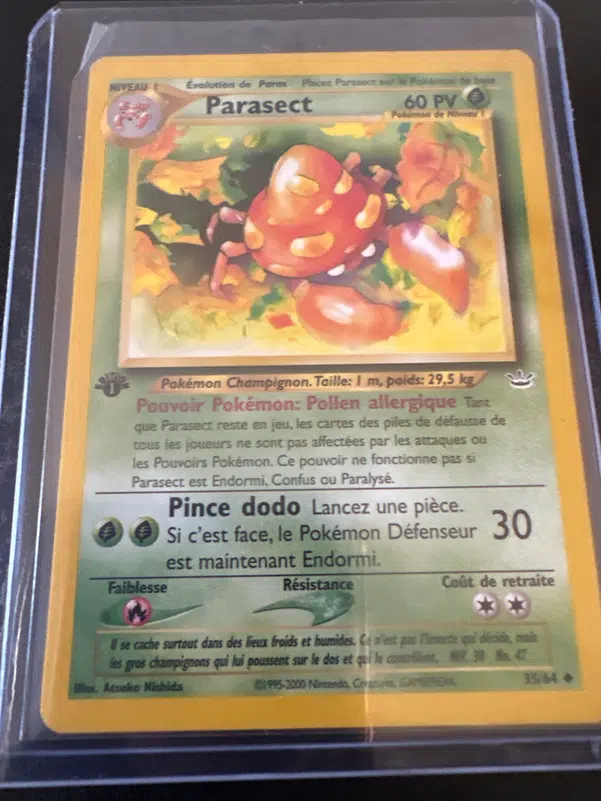 NIVEAU 1 Évolution de Paras Placez Parasect sur le Pokémon de base
Parasect 60 PV
Pokémon de Niveau 1
1
Pokémon Champignon. Taille: 1 m, poids: 29,5 kg
Pouvoir Pokémon: Pollen allergique Tant
que Parasect reste en jeu, les cartes des piles de défausse de
tous les joueurs ne sont pas affectées par les attaques ou
les Pouvoirs Pokémon. Ce pouvoir ne fonctionne pas si
Parasect est Endormi, Confus ou Paralysé.
Pince dodo Lancez une pièce.
Si c'est face, le Pokémon Défenseur 30
est maintenant Endormi.
Faiblesse Résistance Coût de retraite
Il se cache surtout dans des lieux froids et humides. Ce n'est pas l'insecte qui décide, mais
les gros champignons qui lui poussent sur le dos et qui le contrôlent. NIV. 30 No. 47
Illus. Atsuko Nishida ©1995-2000 Nintendo, Creatures, GAMEFREAK. 35/64